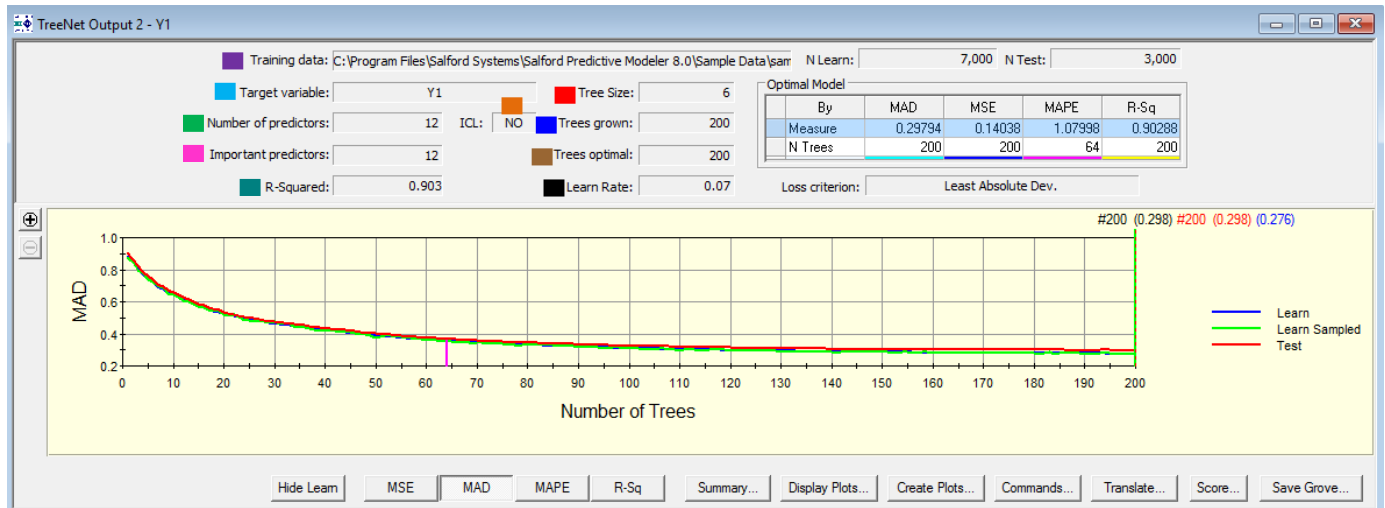 TreeNet Output 2 - Y1
Training data: C:\Program Files\Salford Systems\Salford Predictive Modeler 8.0\Sample Data\sam N Learn: 7,000 N Test: 3,000
Target variable: Y1 Tree Size: 6
Number of predictors: 12 ICL: NO Trees grown: 200
Important predictors: 12 Trees optimal: 200
R-Squared: 0.903 Learn Rate: 0.07
Optimal Model
By MAD MSE MAPE R-Sq
Measure 0.29794 0.14038 1.07998 0.90288
N Trees 200 200 64 200
Loss criterion: Least Absolute Dev.
#200 (0.298) #200 (0.298) (0.276)
MAD
1.0
0.8
0.6
0.4
0.2
0 10 20 30 40 50 60 70 80 90 100 110 120 130 140 150 160 170 180 190 200
Number of Trees
Learn
Learn Sampled
Test
Hide Learn MSE MAD MAPE R-Sq Summary... Display Plots... Create Plots... Commands... Translate... Score... Save Grove...